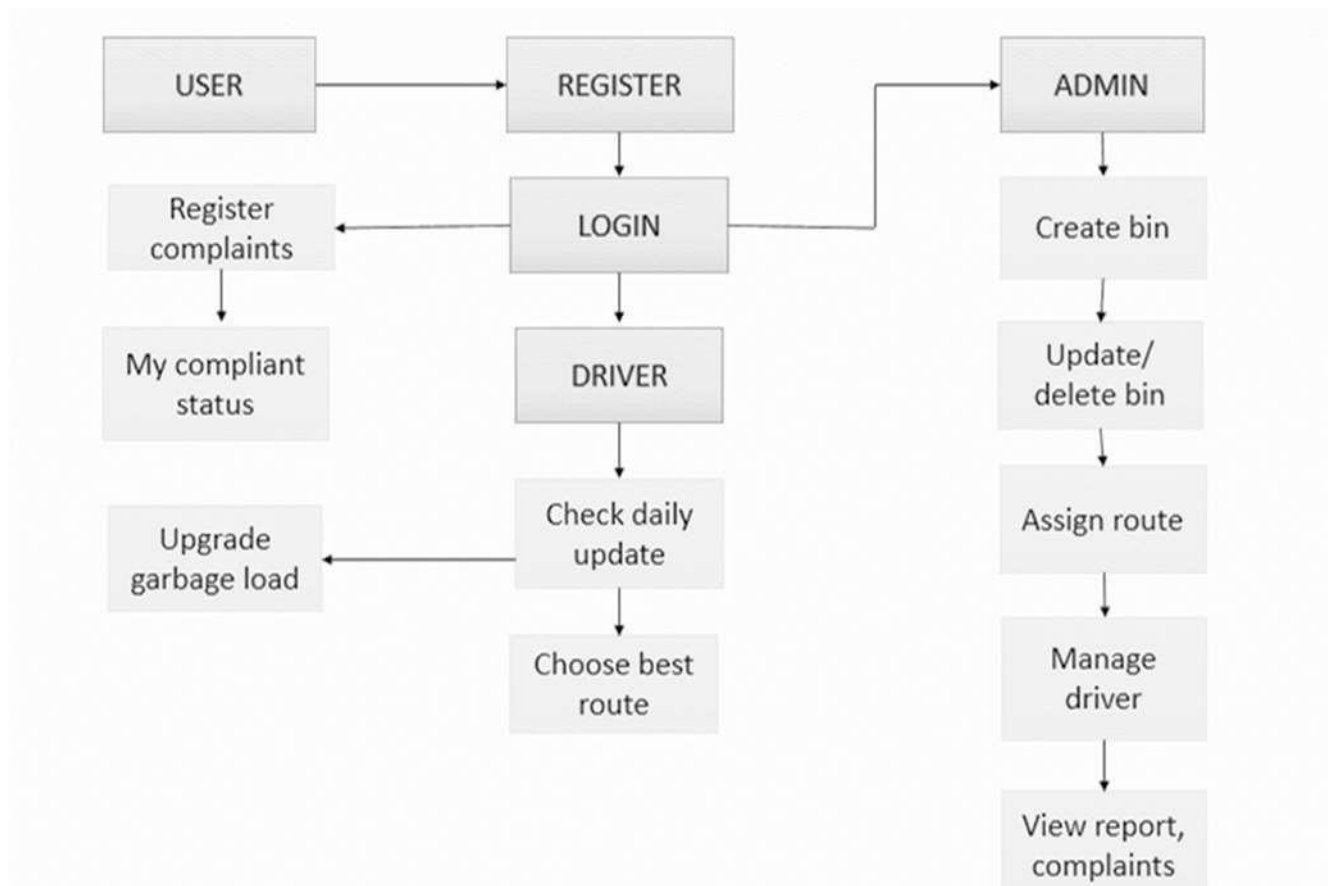 USER
REGISTER
ADMIN
Register
complaints
LOGIN
Create bin
My compliant
status
DRIVER
Update/
delete bin
Upgrade
garbage load
Check daily
update
Assign route
Choose best
route
Manage
driver
View report,
complaints